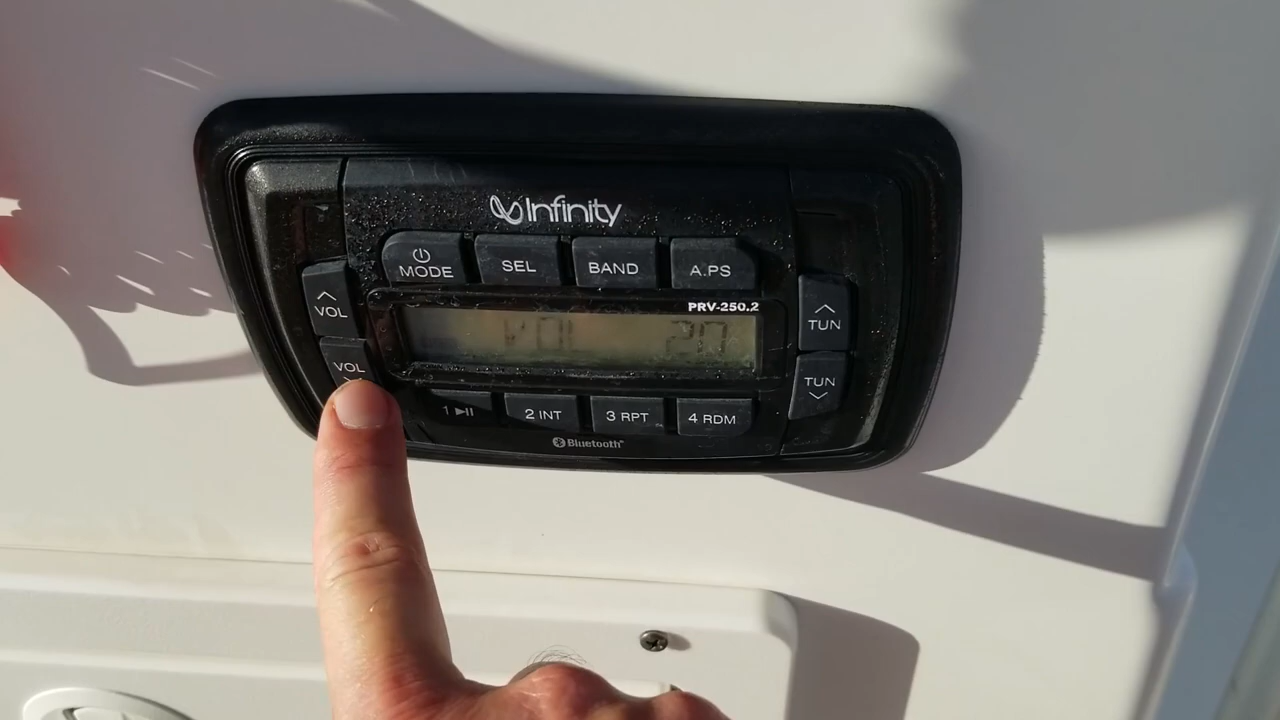 Infinity
MODE SEL BAND A.PS
PRV-250.2
VOL
TUN
VOL 20
VOL
TUN
1 2 INT 3 RPT 4 RDM
Bluetooth